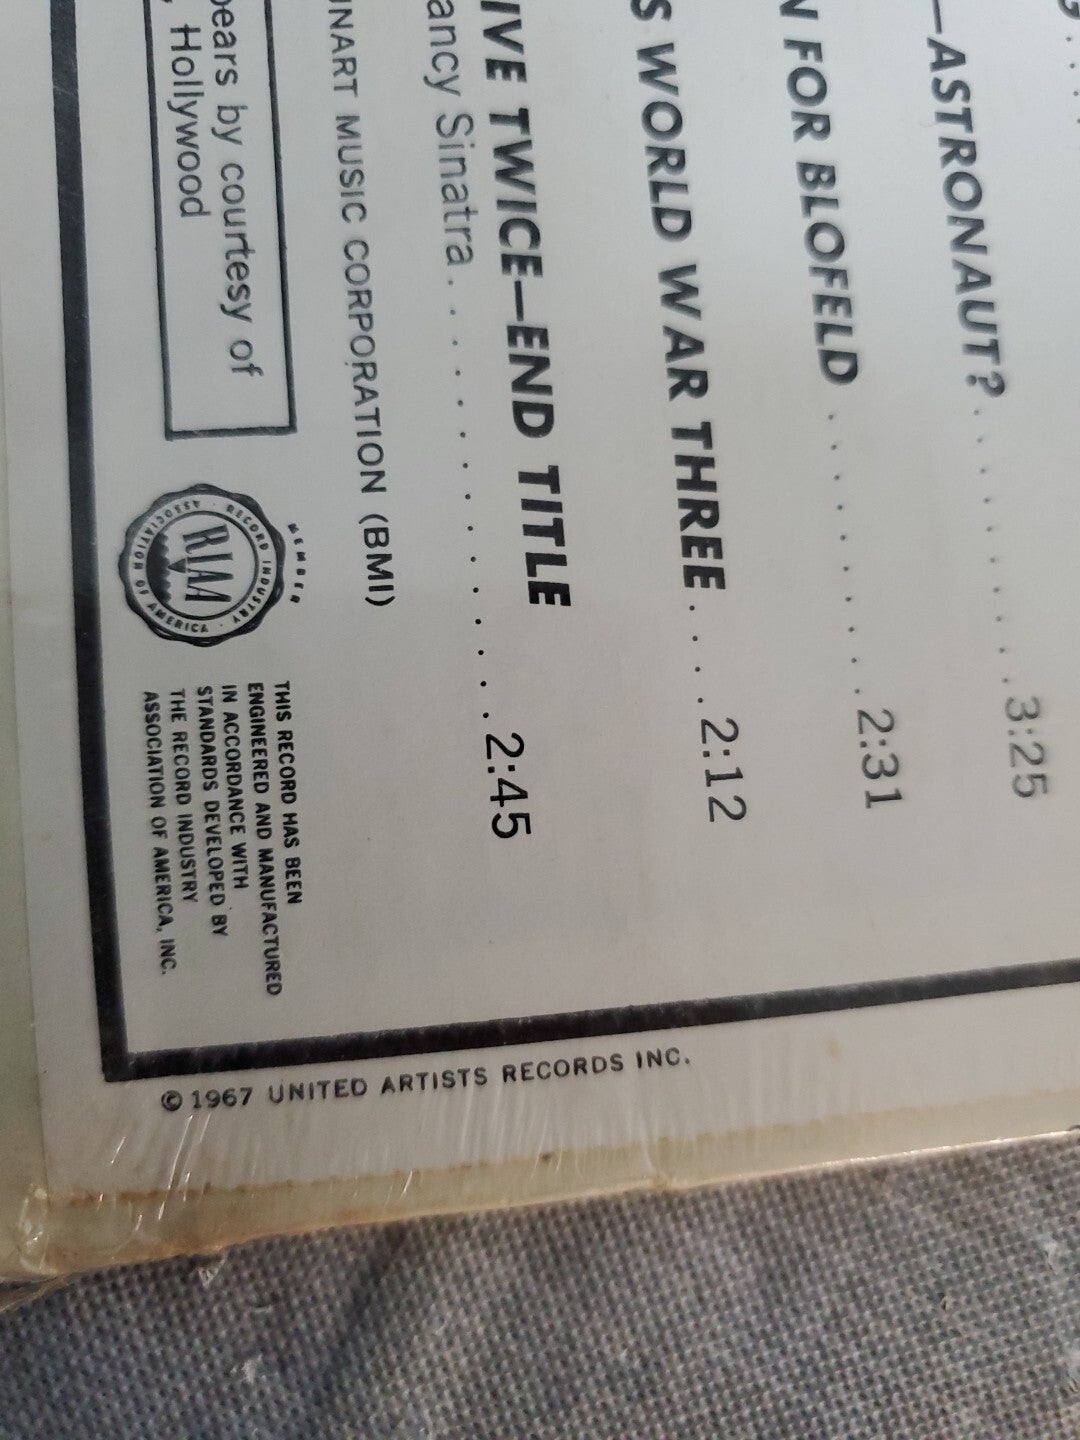 —ASTRONAUT? . . . . . . . . . 3:25
N FOR BLOFELD . . . . . . . . 2:31
S WORLD WAR THREE . . . . 2:12
IVE TWICE—END TITLE
ancy Sinatra . . . . . . . . . . . . . . . 2:45
NART MUSIC CORPORATION (BMI)
pears by courtesy of
, Hollywood
MEMBER
RECORD INDUSTRY · ASSOCIATION OF AMERICA ·
RIAA
THIS RECORD HAS BEEN
ENGINEERED AND MANUFACTURED
IN ACCORDANCE WITH
STANDARDS DEVELOPED BY
THE RECORD INDUSTRY
ASSOCIATION OF AMERICA, INC.
© 1967 UNITED ARTISTS RECORDS INC.